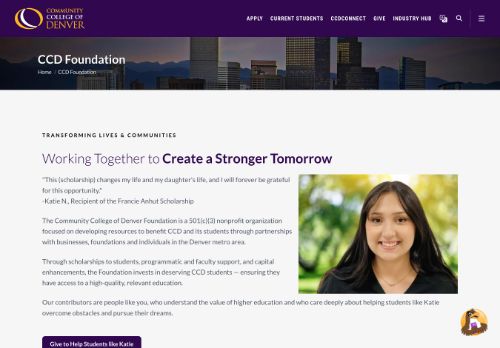 COMMUNITY
COLLEGE OF
DENVER
APPLY CURRENT STUDENTS CCDCONNECT GIVE INDUSTRY HUB
CCD Foundation
Home / CCD Foundation
TRANSFORMING LIVES & COMMUNITIES
Working Together to Create a Stronger Tomorrow
"This (scholarship) changes my life and my daughter's life, and I will forever be grateful
for this opportunity."
-Katie N., Recipient of the Francie Anhut Scholarship
The Community College of Denver Foundation is a 501(c)(3) nonprofit organization
focused on developing resources to benefit CCD and its students through partnerships
with businesses, foundations and individuals in the Denver metro area.
Through scholarships to students, programmatic and faculty support, and capital
enhancements, the Foundation invests in deserving CCD students — ensuring they
have access to a high-quality, relevant education.
Our contributors are people like you, who understand the value of higher education and who care deeply about helping students like Katie
overcome obstacles and pursue their dreams.
Give to Help Students like Katie